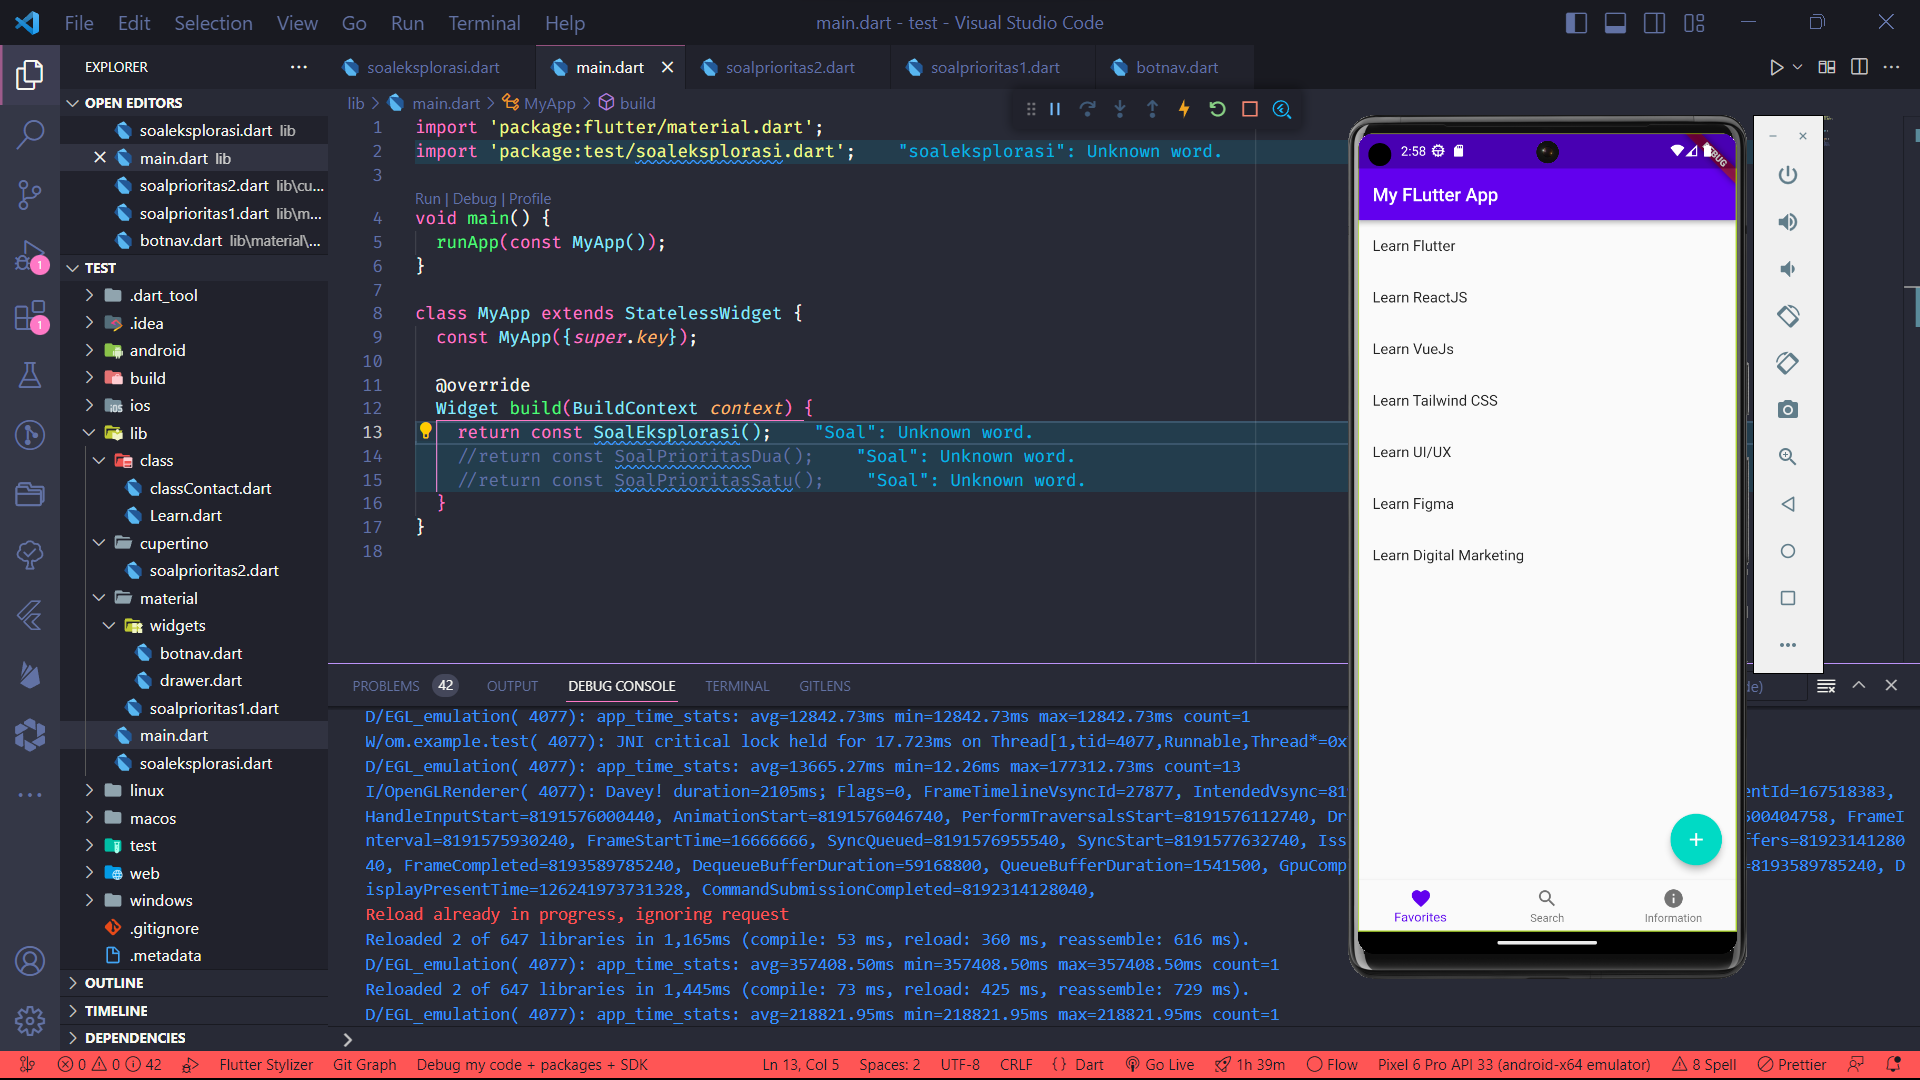 File Edit Selection View Go Run Terminal Help
main.dart - test - Visual Studio Code
EXPLORER
OPEN EDITORS
soaleksplorasi.dart lib
main.dart lib
soalprioritas2.dart lib\cu...
soalprioritas1.dart lib\m...
botnav.dart lib\material\...
TEST
.dart_tool
.idea
android
build
ios
lib
class
classContact.dart
Learn.dart
cupertino
soalprioritas2.dart
material
widgets
botnav.dart
drawer.dart
soalprioritas1.dart
main.dart
soaleksplorasi.dart
linux
macos
test
web
windows
.gitignore
.metadata
OUTLINE
TIMELINE
DEPENDENCIES
1
1
soaleksplorasi.dart main.dart soalprioritas2.dart soalprioritas1.dart botnav.dart
lib > main.dart > MyApp > build
1 import 'package:flutter/material.dart';
2 import 'package:test/soaleksplorasi.dart'; "soaleksplorasi": Unknown word.
3
Run | Debug | Profile
4 void main() {
5 runApp(const MyApp());
6 }
7
8 class MyApp extends StatelessWidget {
9 const MyApp({super.key});
10
11 @override
12 Widget build(BuildContext context) {
13 return const SoalEksplorasi(); "Soal": Unknown word.
14 //return const SoalPrioritasDua(); "Soal": Unknown word.
15 //return const SoalPrioritasSatu(); "Soal": Unknown word.
16 }
17 }
18
PROBLEMS 42 OUTPUT DEBUG CONSOLE TERMINAL GITLENS
D/EGL_emulation( 4077): app_time_stats: avg=12842.73ms min=12842.73ms max=12842.73ms count=1
W/om.example.test( 4077): JNI critical lock held for 17.723ms on Thread[1,tid=4077,Runnable,Thread*=0x
D/EGL_emulation( 4077): app_time_stats: avg=13665.27ms min=12.26ms max=177312.73ms count=13
I/OpenGLRenderer( 4077): Davey! duration=2105ms; Flags=0, FrameTimelineVsyncId=27877, IntendedVsync=81 entId=167518383,
HandleInputStart=8191576000440, AnimationStart=8191576046740, PerformTraversalsStart=8191576112740, Dr 500404758, FrameI
nterval=8191575930240, FrameStartTime=16666666, SyncQueued=8191576955540, SyncStart=8191577632740, Iss ffers=81923141280
40, FrameCompleted=8193589785240, DequeueBufferDuration=59168800, QueueBufferDuration=1541500, GpuComp =8193589785240, D
isplayPresentTime=126241973731328, CommandSubmissionCompleted=8192314128040,
Reload already in progress, ignoring request
Reloaded 2 of 647 libraries in 1,165ms (compile: 53 ms, reload: 360 ms, reassemble: 616 ms).
D/EGL_emulation( 4077): app_time_stats: avg=357408.50ms min=357408.50ms max=357408.50ms count=1
Reloaded 2 of 647 libraries in 1,445ms (compile: 73 ms, reload: 425 ms, reassemble: 729 ms).
D/EGL_emulation( 4077): app_time_stats: avg=218821.95ms min=218821.95ms max=218821.95ms count=1
2:58
My FLutter App
Learn Flutter
Learn ReactJS
Learn VueJs
Learn Tailwind CSS
Learn UI/UX
Learn Figma
Learn Digital Marketing
Favorites Search Information
0 0 42 Flutter Stylizer Git Graph Debug my code + packages + SDK Ln 13, Col 5 Spaces: 2 UTF-8 CRLF {} Dart Go Live 1h 39m Flow Pixel 6 Pro API 33 (android-x64 emulator) 8 Spell Prettier